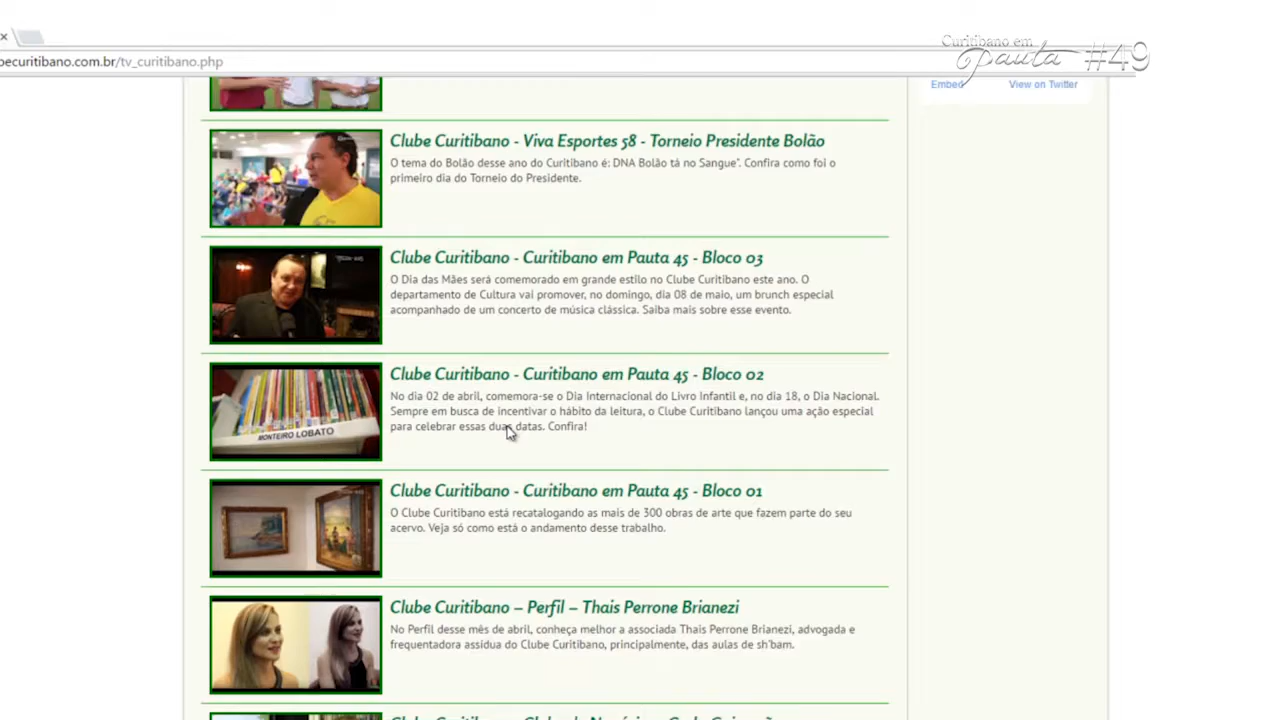 Curitibano em
pauta #49
becuritibano.com.br/tv_curitibano.php
Embed View on Twitter
Clube Curitibano - Viva Esportes 58 - Torneio Presidente Bolão
O tema do Bolão desse ano do Curitibano é: DNA Bolão tá no Sangue". Confira como foi o
primeiro dia do Torneio do Presidente.
Clube Curitibano - Curitibano em Pauta 45 - Bloco 03
O Dia das Mães será comemorado em grande estilo no Clube Curitibano este ano. O
departamento de Cultura vai promover, no domingo, dia 08 de maio, um brunch especial
acompanhado de um concerto de música clássica. Saiba mais sobre esse evento.
Clube Curitibano - Curitibano em Pauta 45 - Bloco 02
No dia 02 de abril, comemora-se o Dia Internacional do Livro Infantil e, no dia 18, o Dia Nacional.
Sempre em busca de incentivar o hábito da leitura, o Clube Curitibano lançou uma ação especial
para celebrar essas duas datas. Confira!
MONTEIRO LOBATO
Clube Curitibano - Curitibano em Pauta 45 - Bloco 01
O Clube Curitibano está recatalogando as mais de 300 obras de arte que fazem parte do seu
acervo. Veja só como está o andamento desse trabalho.
Clube Curitibano – Perfil – Thais Perrone Brianezi
No Perfil desse mês de abril, conheça melhor a associada Thais Perrone Brianezi, advogada e
frequentadora assídua do Clube Curitibano, principalmente, das aulas de sh'bam.